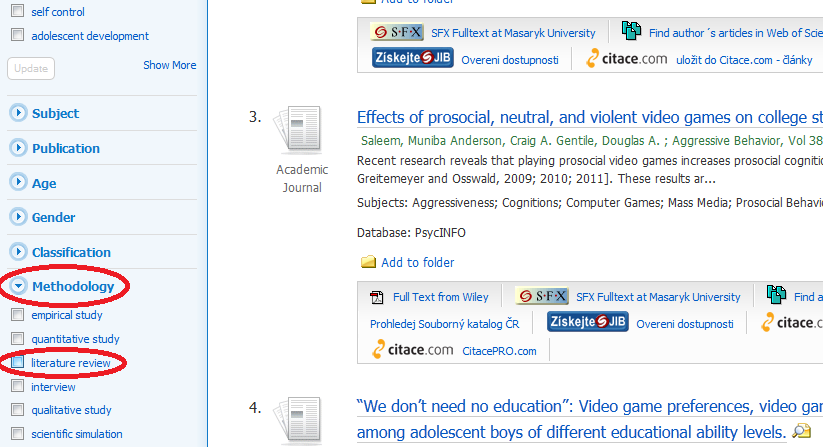 self control
adolescent development
Update
Show More
Subject
Publication
Age
Gender
Classification
Methodology
empirical study
quantitative study
literature review
interview
qualitative study
scientific simulation
Add to folder
S·F·X SFX Fulltext at Masaryk University
Find author´s articles in Web of Scie
Získejte SJIB Overeni dostupnosti
citace.com uložit do Citace.com - články
3.
Academic
Journal
Effects of prosocial, neutral, and violent video games on college st
Saleem, Muniba Anderson, Craig A. Gentile, Douglas A. ; Aggressive Behavior, Vol 38
Recent research reveals that playing prosocial video games increases prosocial cognitio
Greitemeyer and Osswald, 2009; 2010; 2011]. These results ar...
Subjects: Aggressiveness; Cognitions; Computer Games; Mass Media; Prosocial Behavi
Database: PsycINFO
Add to folder
Full Text from Wiley
S·F·X SFX Fulltext at Masaryk University
Find a
Prohledej Souborný katalog ČR
Získejte SJIB Overeni dostupnosti
citace.
citace.com CitacePRO.com
4.
“We don’t need no education”: Video game preferences, video gam
among adolescent boys of different educational ability levels.